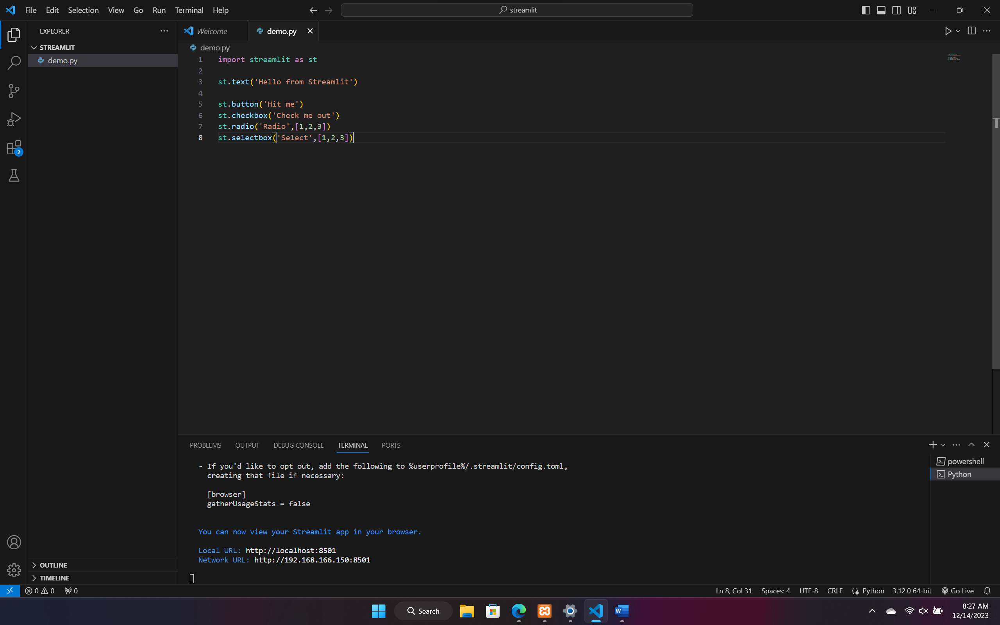 File Edit Selection View Go Run Terminal Help
streamlit
EXPLORER
Welcome
demo.py
STREAMLIT
demo.py
demo.py
1 import streamlit as st
2
3 st.text('Hello from Streamlit')
4
5 st.button('Hit me')
6 st.checkbox('Check me out')
7 st.radio('Radio',[1,2,3])
8 st.selectbox('Select',[1,2,3])
2
PROBLEMS OUTPUT DEBUG CONSOLE TERMINAL PORTS
- If you'd like to opt out, add the following to %userprofile%/.streamlit/config.toml,
creating that file if necessary:
[browser]
gatherUsageStats = false
You can now view your Streamlit app in your browser.
Local URL: http://localhost:8501
Network URL: http://192.168.166.150:8501
powershell
Python
OUTLINE
TIMELINE
0 0 0
Ln 8, Col 31 Spaces: 4 UTF-8 CRLF Python 3.12.0 64-bit Go Live
Search
8:27 AM
12/14/2023